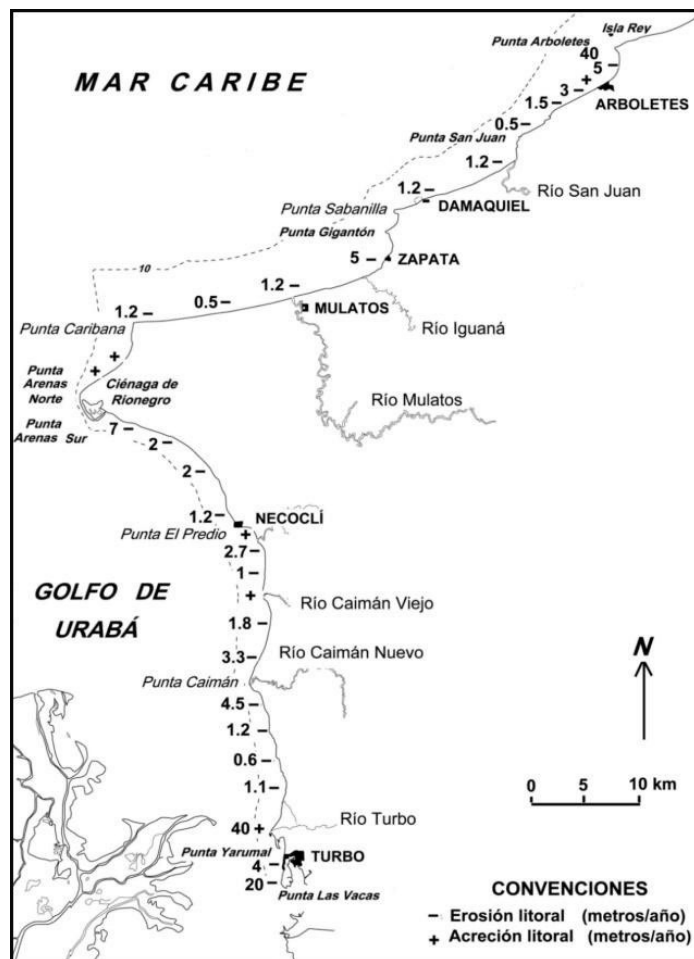 Isla Rey
Punta Arboletes
40
MAR CARIBE
5 –
+
3 –
ARBOLETES
1.5 –
0.5 –
Punta San Juan
1.2 –
Río San Juan
1.2 –
DAMAQUIEL
Punta Sabanilla
Punta Gigantón
5 –
ZAPATA
10
1.2 –
0.5 –
1.2 –
MULATOS
Punta Caribana
Río Iguaná
+
+
Punta
Arenas
Norte
Ciénaga de
Rionegro
Río Mulatos
Punta
Arenas Sur
7 –
2 –
2 –
1.2 –
NECOCLÍ
Punta El Predio
+
2.7 –
1 –
GOLFO DE
URABÁ
+
Río Caimán Viejo
1.8 –
N
3.3 –
Río Caimán Nuevo
Punta Caimán
4.5 –
1.2 –
0.6 –
1.1 –
0 5 10 km
Río Turbo
40 +
Punta Yarumal
TURBO
4 –
20 –
Punta Las Vacas
CONVENCIONES
– Erosión litoral (metros/año)
+ Acreción litoral (metros/año)